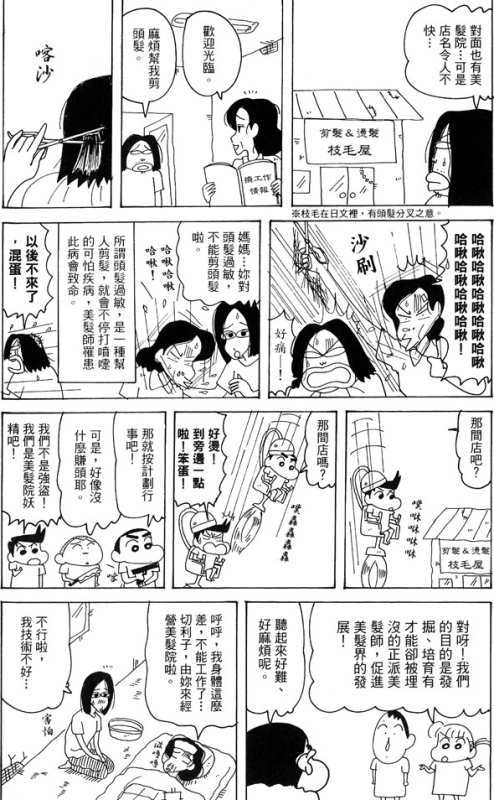 對面也有美
髮院…可是
店名令人不
快…
剪髮&燙髮
枝毛屋
※枝毛在日文裡，有頭髮分叉之意。
歡迎光臨。
麻煩幫我剪
頭髮。
換工作
情報
喀沙
哈啾哈啾哈啾哈啾
哈啾哈啾哈啾哈啾！
沙刷
好痛！
媽媽…妳對
頭髮過敏，
不能剪頭髮
啦。
哈啾哈啾
哈啾！
所謂頭髮過敏，是一種幫
人剪髮，就會不停打噴嚏
的可怕疾病，美髮師罹患
此病會致命。
以後不來了
，混蛋！
那間店吧？
噗啾啾啾
剪髮&燙髮
枝毛屋
那間店嗎？
好燙！
到旁邊一點
啦！笨蛋！
那就按計劃行
事吧！
可是，好像沒
什麼賺頭耶。
我們不是強盜！
我們是美髮院妖
精吧！
對呀！我們
的目的是發
掘、培育有
才能卻被埋
沒的正派美
髮師，促進
美髮界的發
展！
聽起來好難、
好麻煩呢。
呼呼，我身體這麼
差，不能工作了…
切利子，由妳來經
營美髮院啦。
不行啦，
我技術不好…
害怕